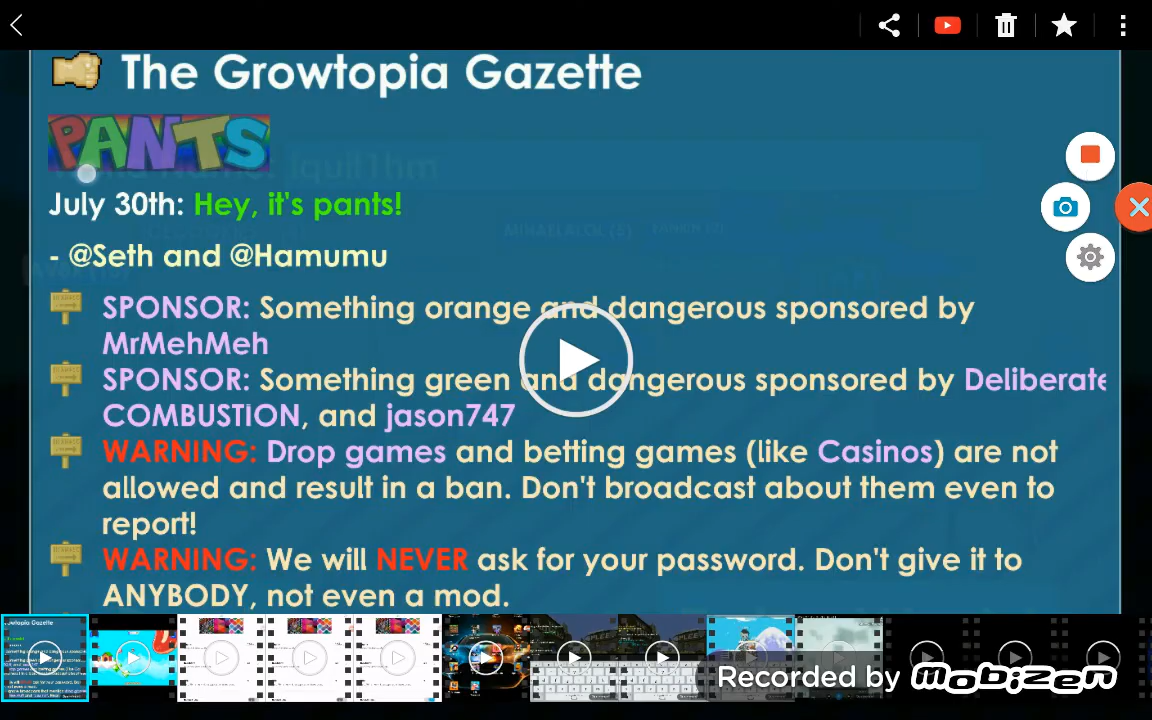 The Growtopia Gazette
PANTS
lquil1hm
July 30th: Hey, it's pants!
MIHAELALOL (5)
- @Seth and @Hamumu
SPONSOR: Something orange and dangerous sponsored by
MrMehMeh
SPONSOR: Something green and dangerous sponsored by Deliberate
COMBUSTION, and jason747
WARNING: Drop games and betting games (like Casinos) are not
allowed and result in a ban. Don't broadcast about them even to
report!
WARNING: We will NEVER ask for your password. Don't give it to
ANYBODY, not even a mod.
Recorded by mobizen